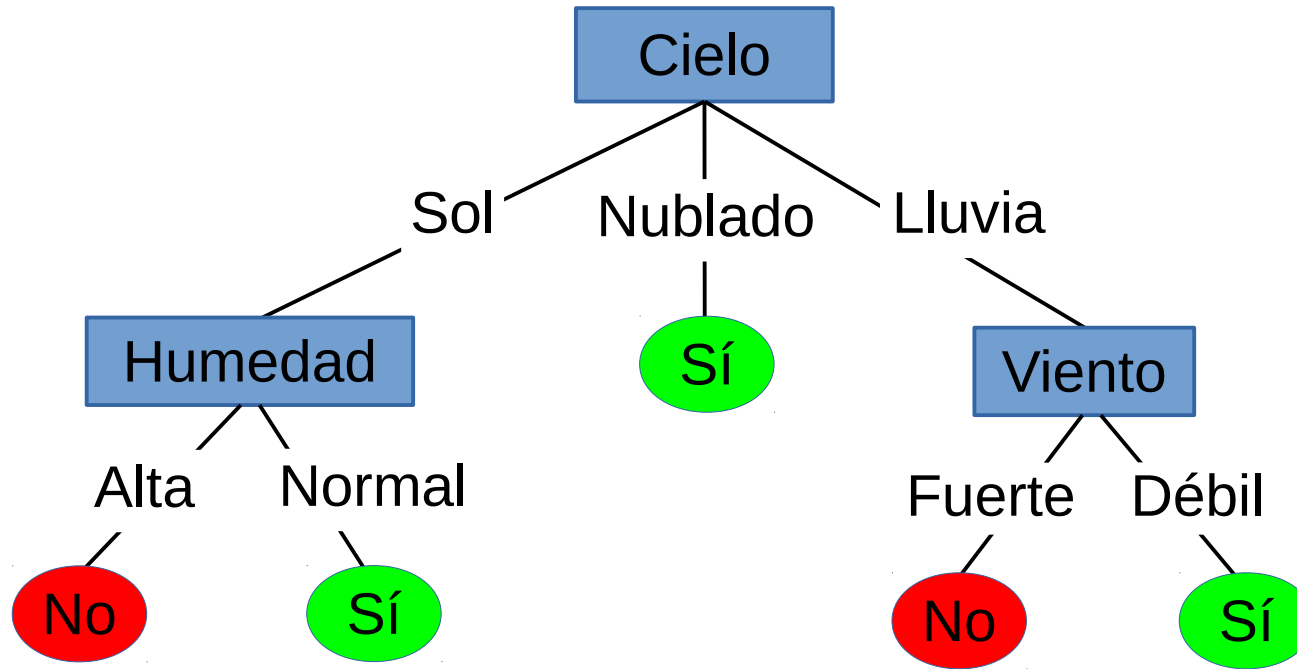 Cielo
Sol
Nublado
Lluvia
Humedad
Sí
Viento
Alta
Normal
Fuerte
Débil
No
Sí
No
Sí